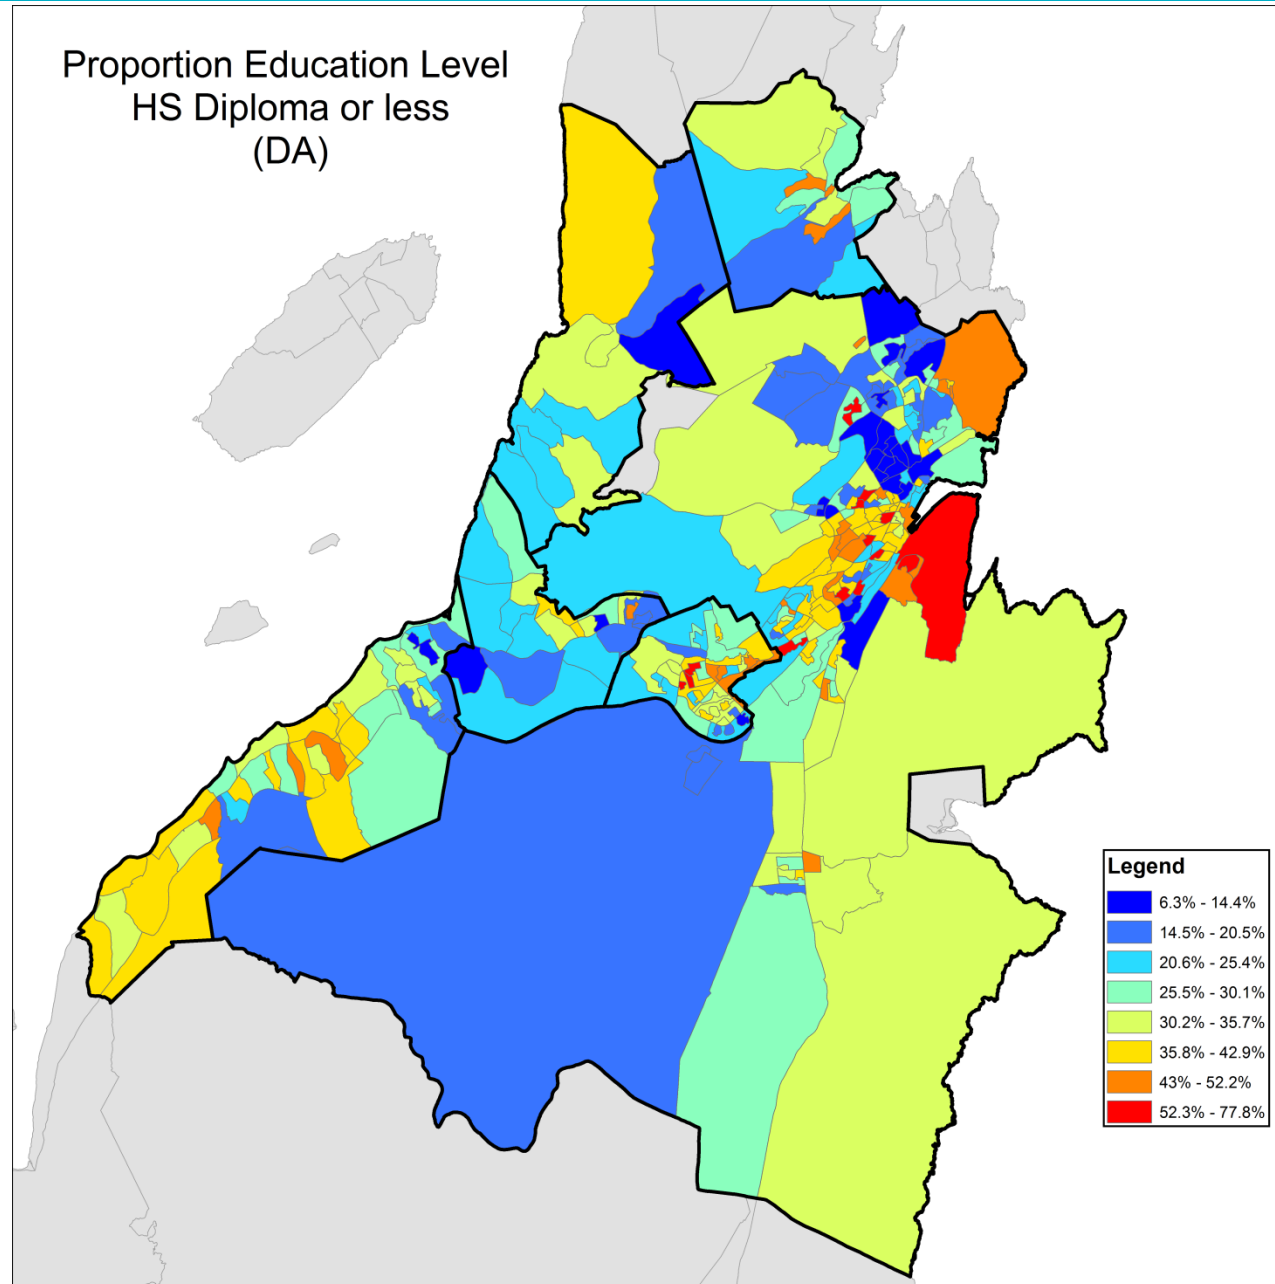 Proportion Education Level
HS Diploma or less
(DA)
Legend
6.3% - 14.4%
14.5% - 20.5%
20.6% - 25.4%
25.5% - 30.1%
30.2% - 35.7%
35.8% - 42.9%
43% - 52.2%
52.3% - 77.8%